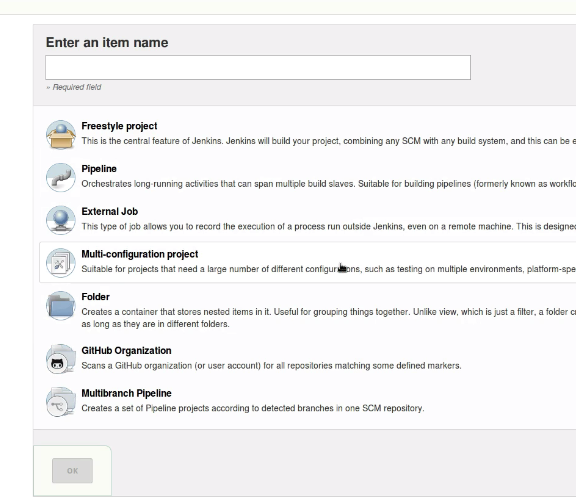 Enter an item name
» Required field
Freestyle project
This is the central feature of Jenkins. Jenkins will build your project, combining any SCM with any build system, and this can be e
Pipeline
Orchestrates long-running activities that can span multiple build slaves. Suitable for building pipelines (formerly known as workflo
External Job
This type of job allows you to record the execution of a process run outside Jenkins, even on a remote machine. This is designe
Multi-configuration project
Suitable for projects that need a large number of different configurations, such as testing on multiple environments, platform-spe
Folder
Creates a container that stores nested items in it. Useful for grouping things together. Unlike view, which is just a filter, a folder c
as long as they are in different folders.
GitHub Organization
Scans a GitHub organization (or user account) for all repositories matching some defined markers.
Multibranch Pipeline
Creates a set of Pipeline projects according to detected branches in one SCM repository.
OK